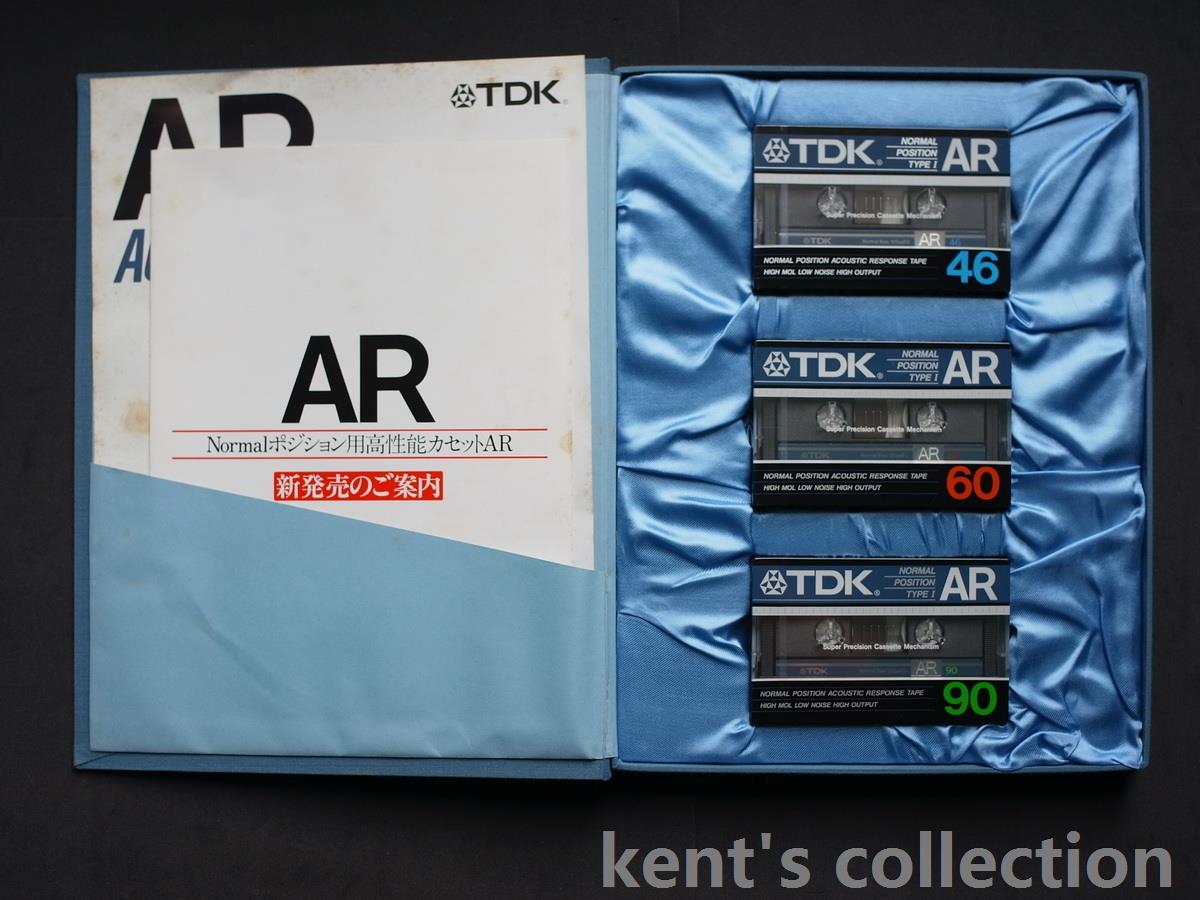 AR
TDK
AR
Normalポジション用高性能カセットAR
新発売のご案内
TDK
NORMAL
POSITION
TYPE I
AR
Super Precision Cassette Mechanism
TDK
AR 46
NORMAL POSITION ACOUSTIC RESPONSE TAPE
HIGH MOL LOW NOISE HIGH OUTPUT
46
TDK
NORMAL
POSITION
TYPE I
AR
Super Precision Cassette Mechanism
TDK
AR
NORMAL POSITION ACOUSTIC RESPONSE TAPE
HIGH MOL LOW NOISE HIGH OUTPUT
60
TDK
NORMAL
POSITION
TYPE I
AR
Super Precision Cassette Mechanism
TDK
AR 90
NORMAL POSITION ACOUSTIC RESPONSE TAPE
HIGH MOL LOW NOISE HIGH OUTPUT
90
kent's collection